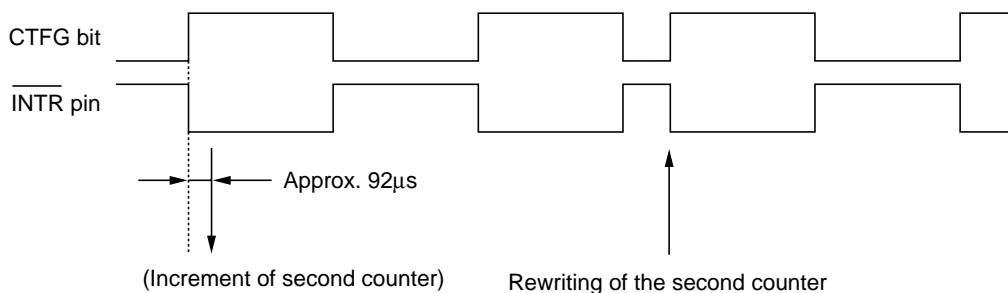 CTFG bit
INTR pin
Approx. 92μs
(Increment of second counter)
Rewriting of the second counter